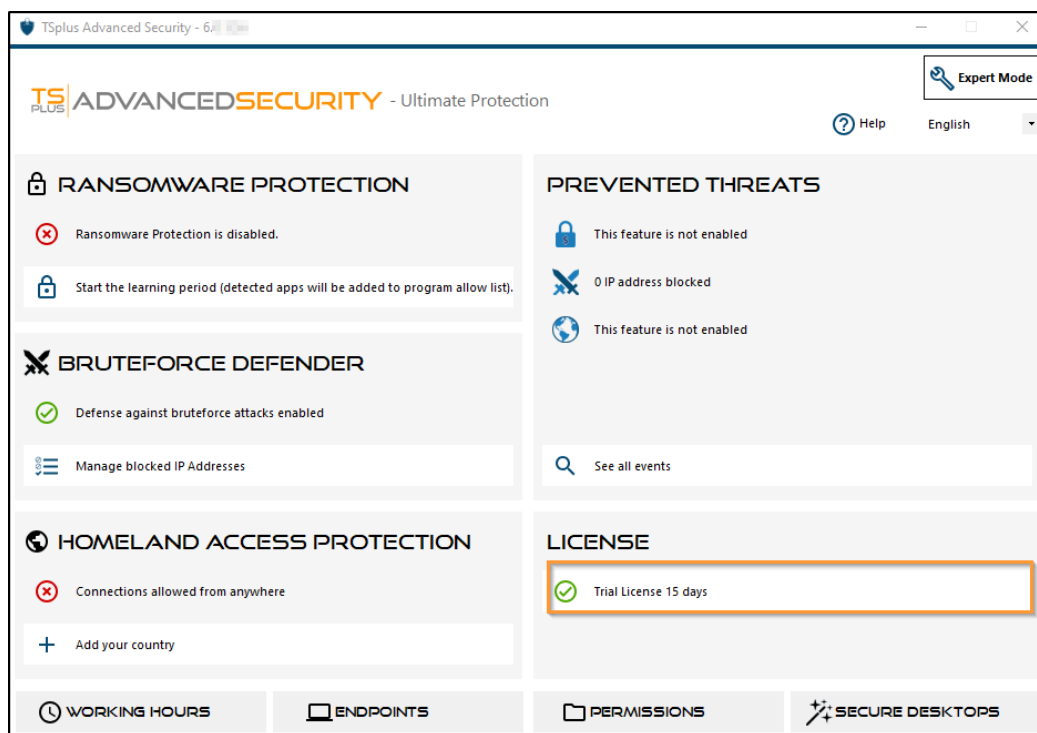 TSplus Advanced Security - 6.
Expert Mode
TS PLUS ADVANCEDSECURITY - Ultimate Protection
Help
English
RANSOMWARE PROTECTION
Ransomware Protection is disabled.
Start the learning period (detected apps will be added to program allow list).
BRUTEFORCE DEFENDER
Defense against bruteforce attacks enabled
Manage blocked IP Addresses
HOMELAND ACCESS PROTECTION
Connections allowed from anywhere
Add your country
PREVENTED THREATS
This feature is not enabled
0 IP address blocked
This feature is not enabled
See all events
LICENSE
Trial License 15 days
WORKING HOURS
ENDPOINTS
PERMISSIONS
SECURE DESKTOPS